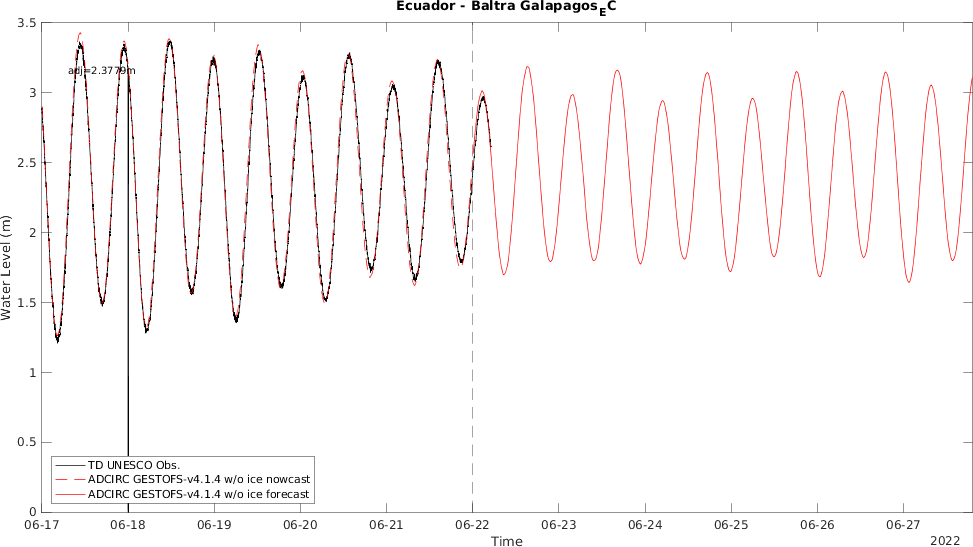 Ecuador - Baltra Galapagos_EC
3.5
3
2.5
2
1.5
1
0.5
0
Water Level (m)
adj=2.3779m
TD UNESCO Obs.
ADCIRC GESTOFS-v4.1.4 w/o ice nowcast
ADCIRC GESTOFS-v4.1.4 w/o ice forecast
06-17 06-18 06-19 06-20 06-21 06-22 06-23 06-24 06-25 06-26 06-27
Time
2022